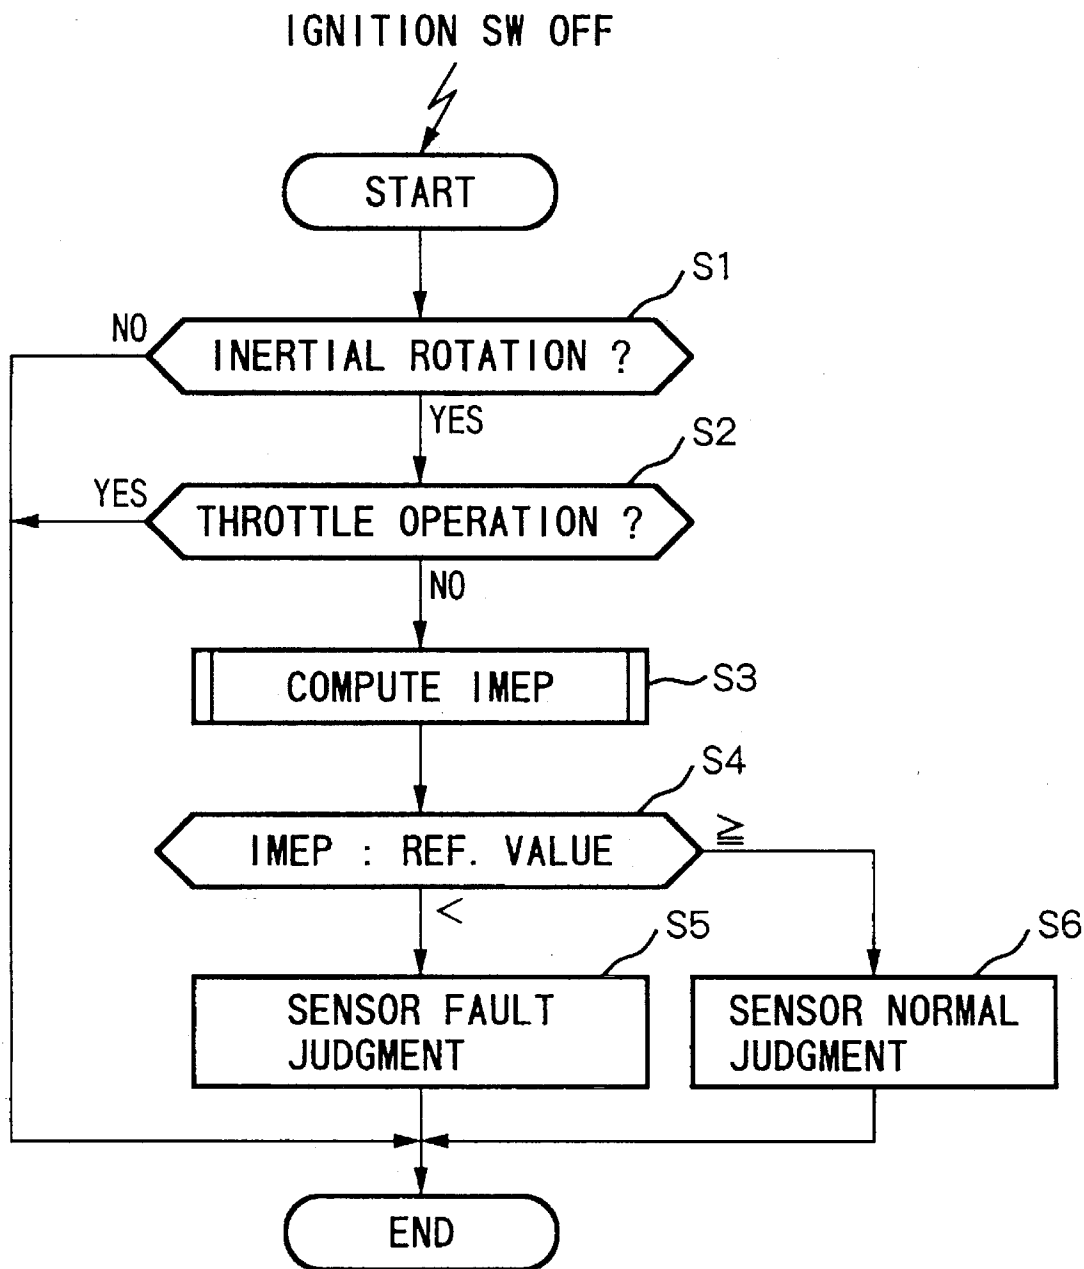 IGNITION SW OFF
START
S1
NO
INERTIAL ROTATION ?
YES
S2
YES
THROTTLE OPERATION ?
NO
COMPUTE IMEP
S3
S4
IMEP : REF. VALUE
≧
<
S5
S6
SENSOR FAULT
JUDGMENT
SENSOR NORMAL
JUDGMENT
END